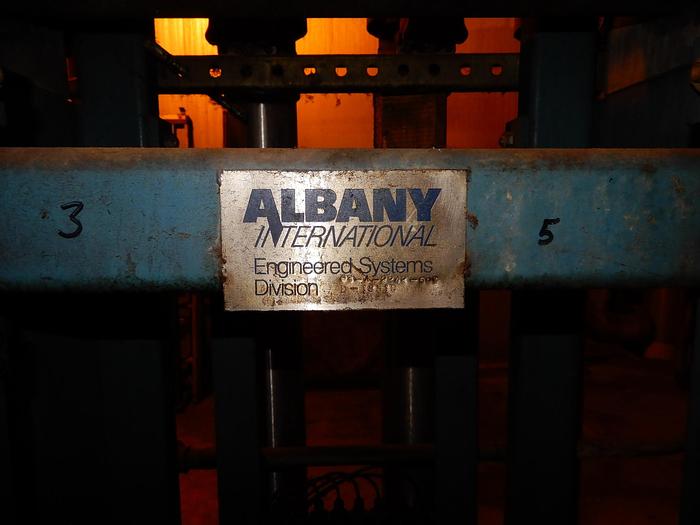 3
ALBANY
INTERNATIONAL
Engineered Systems
Division
5